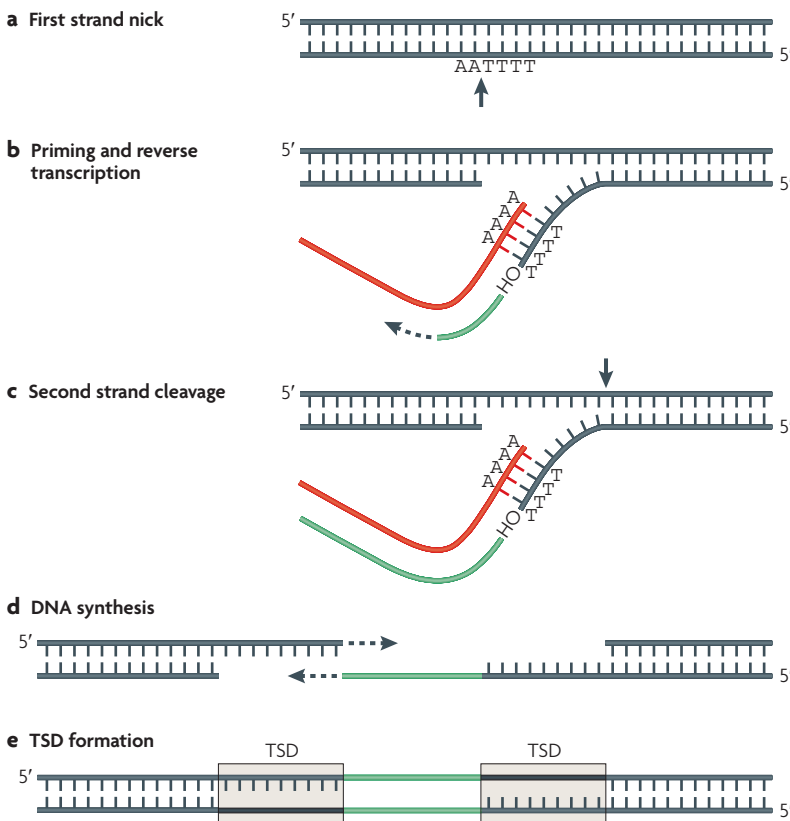 a First strand nick
5′
5
AATTTT
b Priming and reverse
transcription
5′
5
A
A
A
A
T
T
T
T
HO
c Second strand cleavage
5′
5
A
A
A
A
T
T
T
T
HO
d DNA synthesis
5′
5
e TSD formation
TSD TSD
5′
5